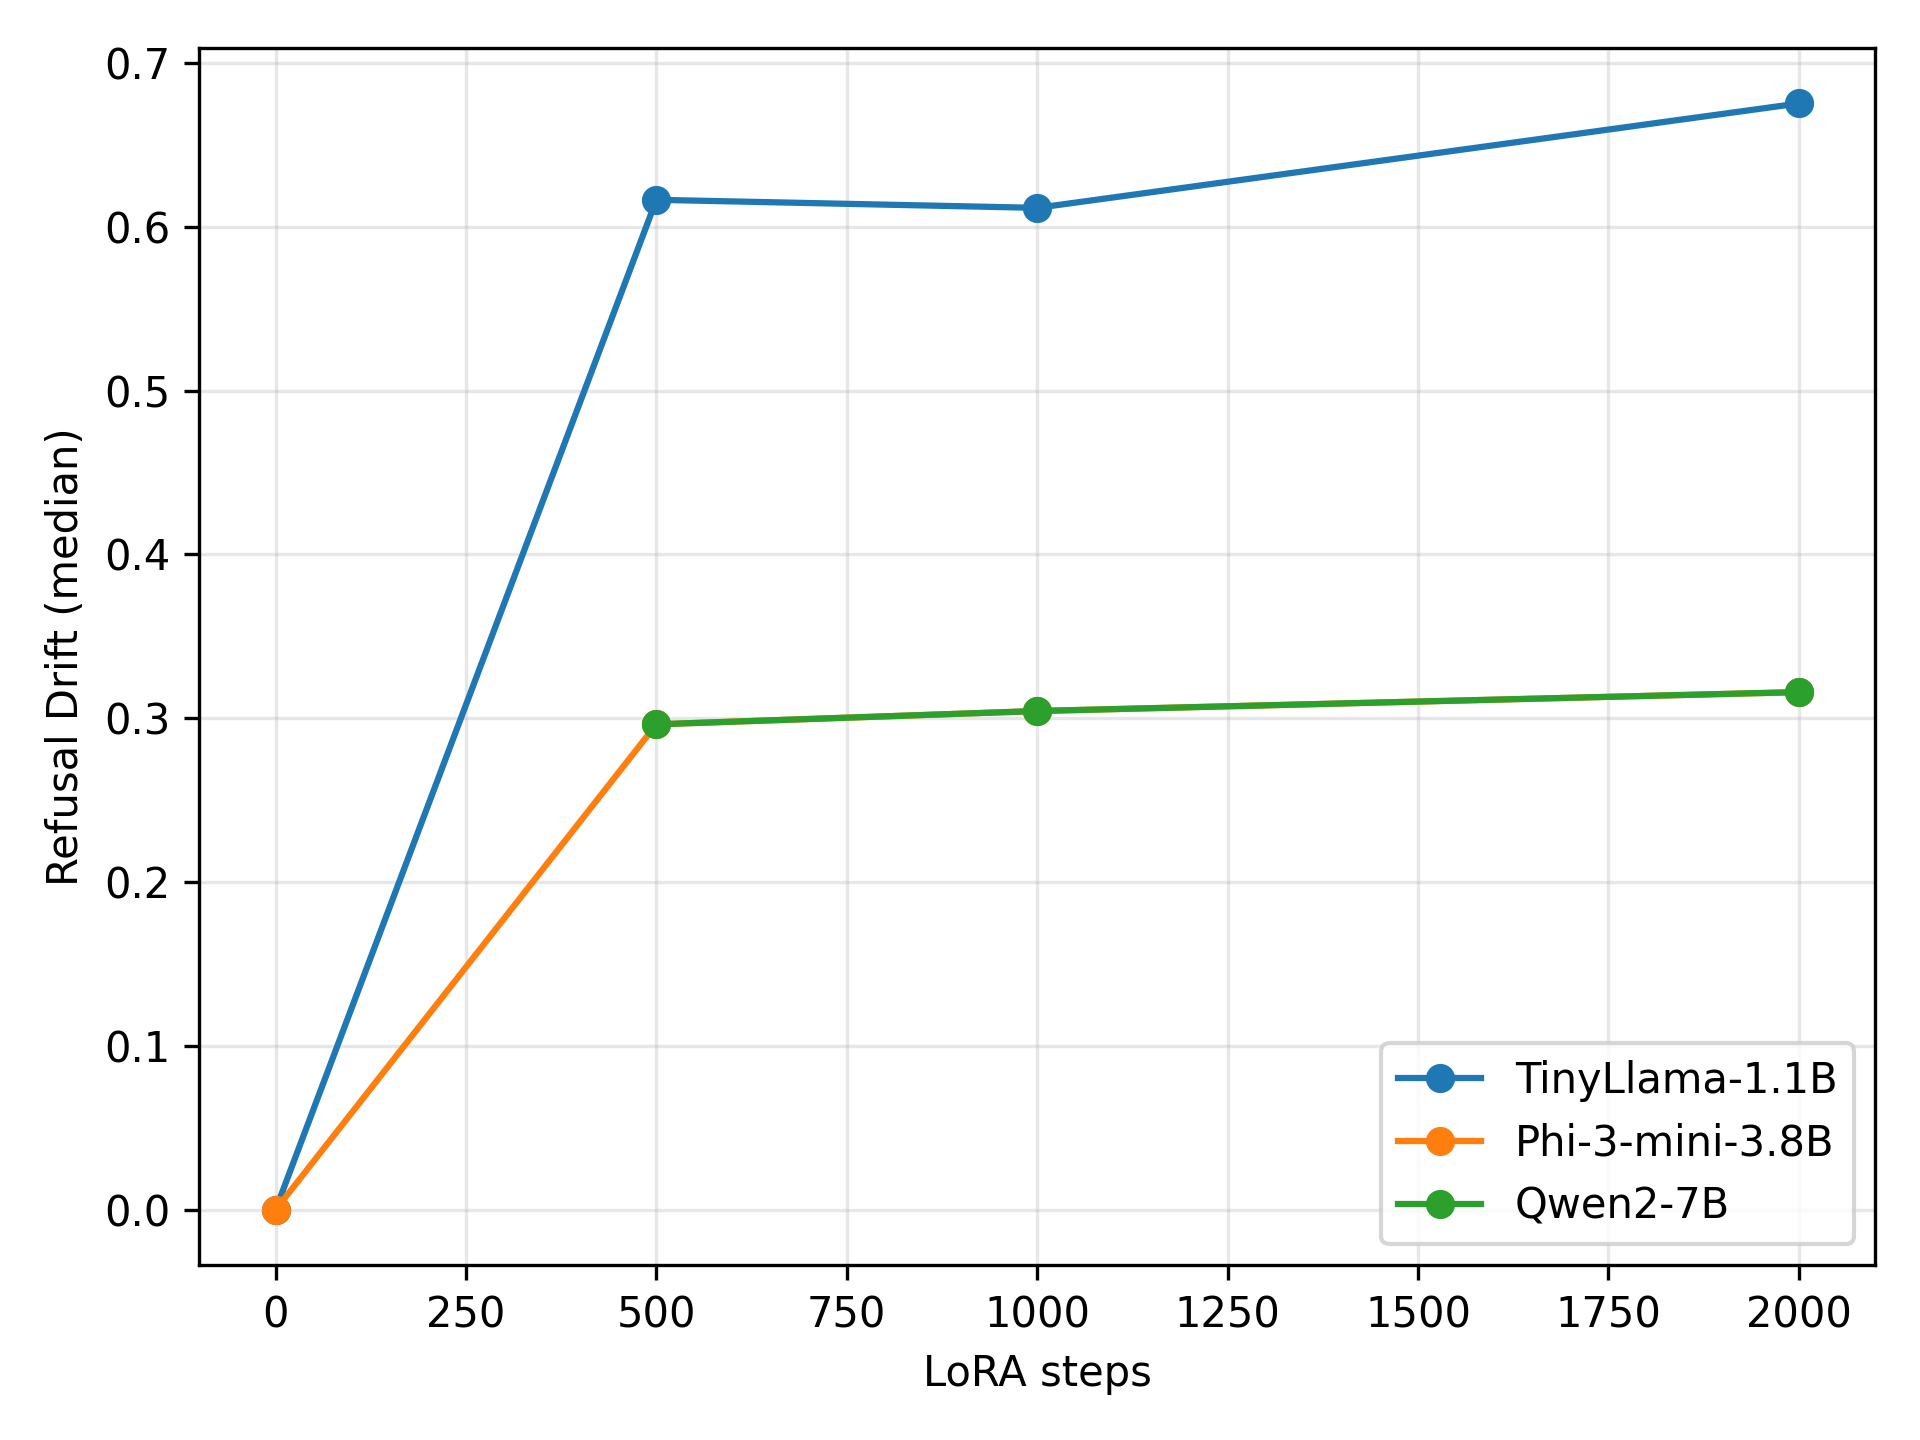 0.7
0.6
0.5
0.4
0.3
0.2
0.1
0.0
Refusal Drift (median)
TinyLlama-1.1B
Phi-3-mini-3.8B
Qwen2-7B
0 250 500 750 1000 1250 1500 1750 2000
LoRA steps